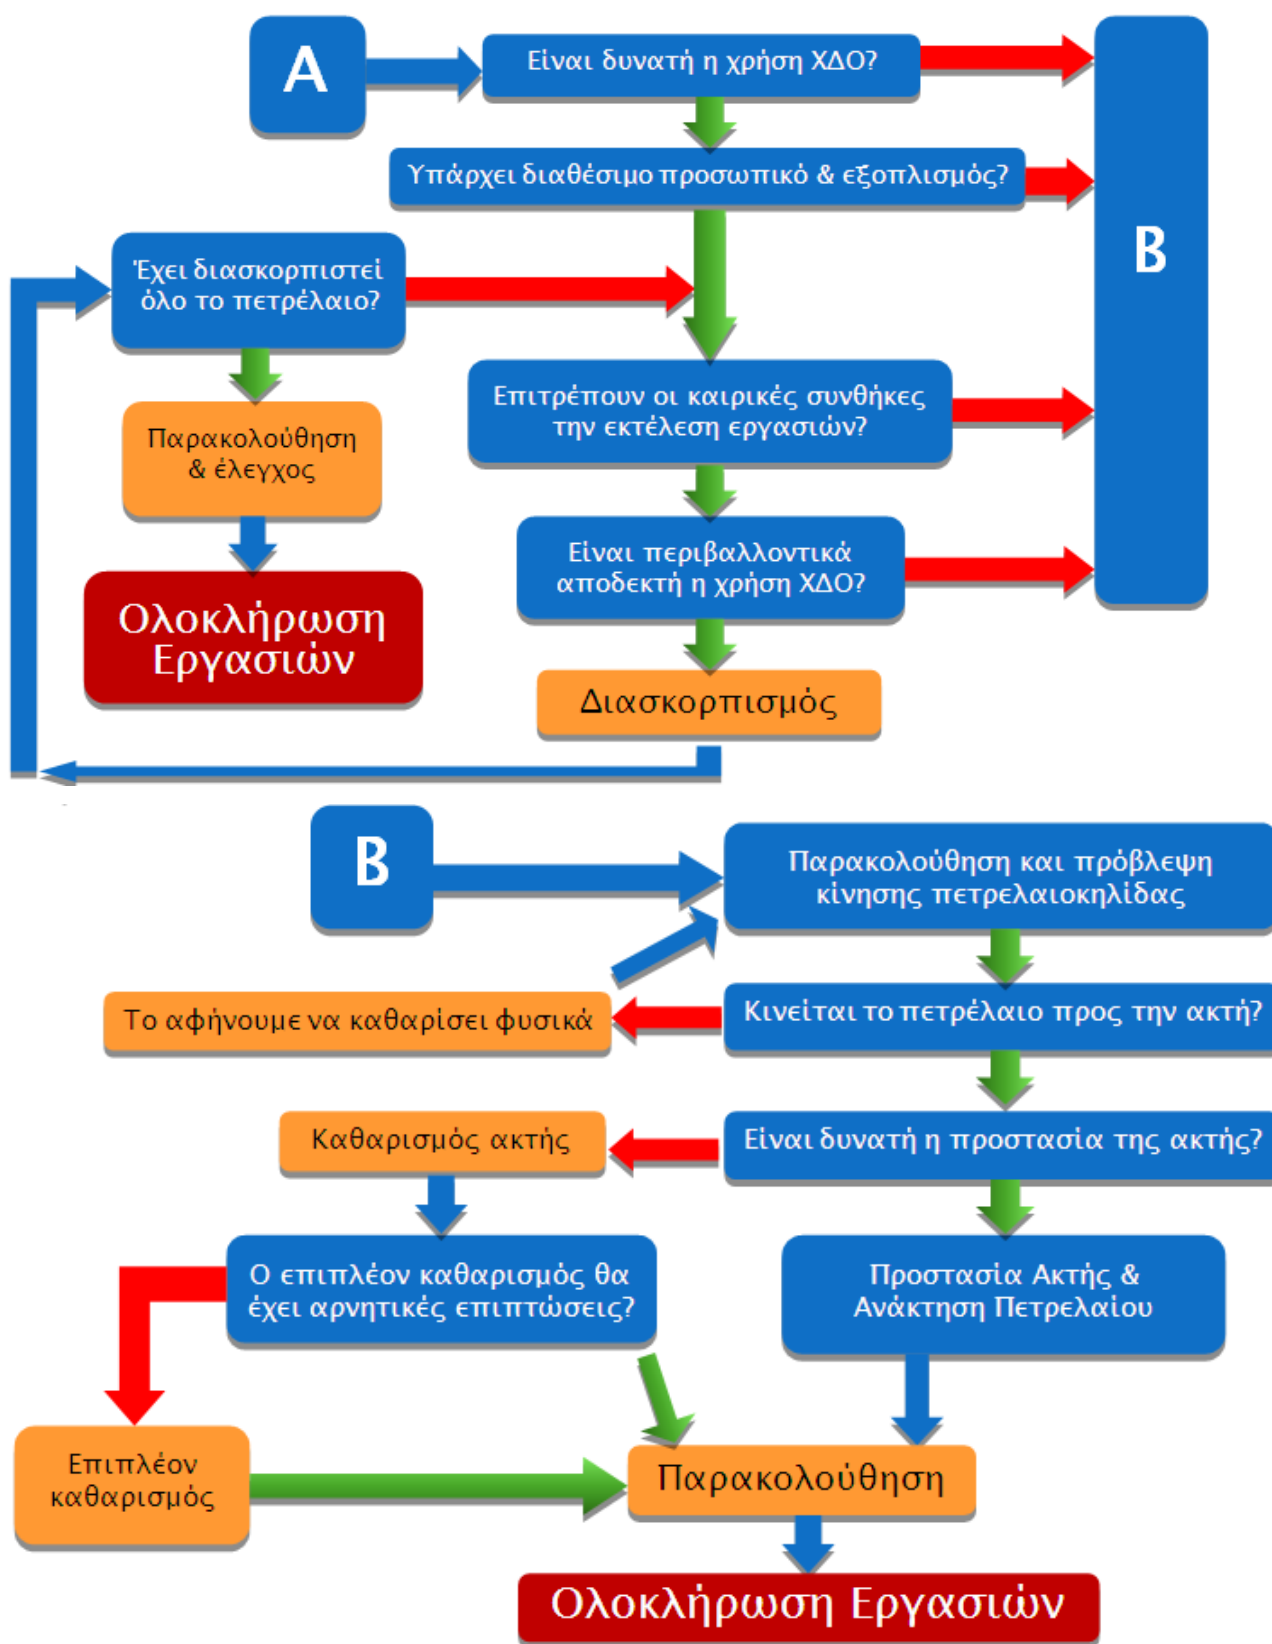 A
Είναι δυνατή η χρήση ΧΔΟ?
Υπάρχει διαθέσιμο προσωπικό & εξοπλισμός?
B
Έχει διασκορπιστεί
όλο το πετρέλαιο?
Παρακολούθηση
& έλεγχος
Ολοκλήρωση
Εργασιών
Επιτρέπουν οι καιρικές συνθήκες
την εκτέλεση εργασιών?
Είναι περιβαλλοντικά
αποδεκτή η χρήση ΧΔΟ?
Διασκορπισμός
B
Παρακολούθηση και πρόβλεψη
κίνησης πετρελαιοκηλίδας
Το αφήνουμε να καθαρίσει φυσικά
Κινείται το πετρέλαιο προς την ακτή?
Καθαρισμός ακτής
Είναι δυνατή η προστασία της ακτής?
Ο επιπλέον καθαρισμός θα
έχει αρνητικές επιπτώσεις?
Προστασία Ακτής &
Ανάκτηση Πετρελαίου
Επιπλέον
καθαρισμός
Παρακολούθηση
Ολοκλήρωση Εργασιών